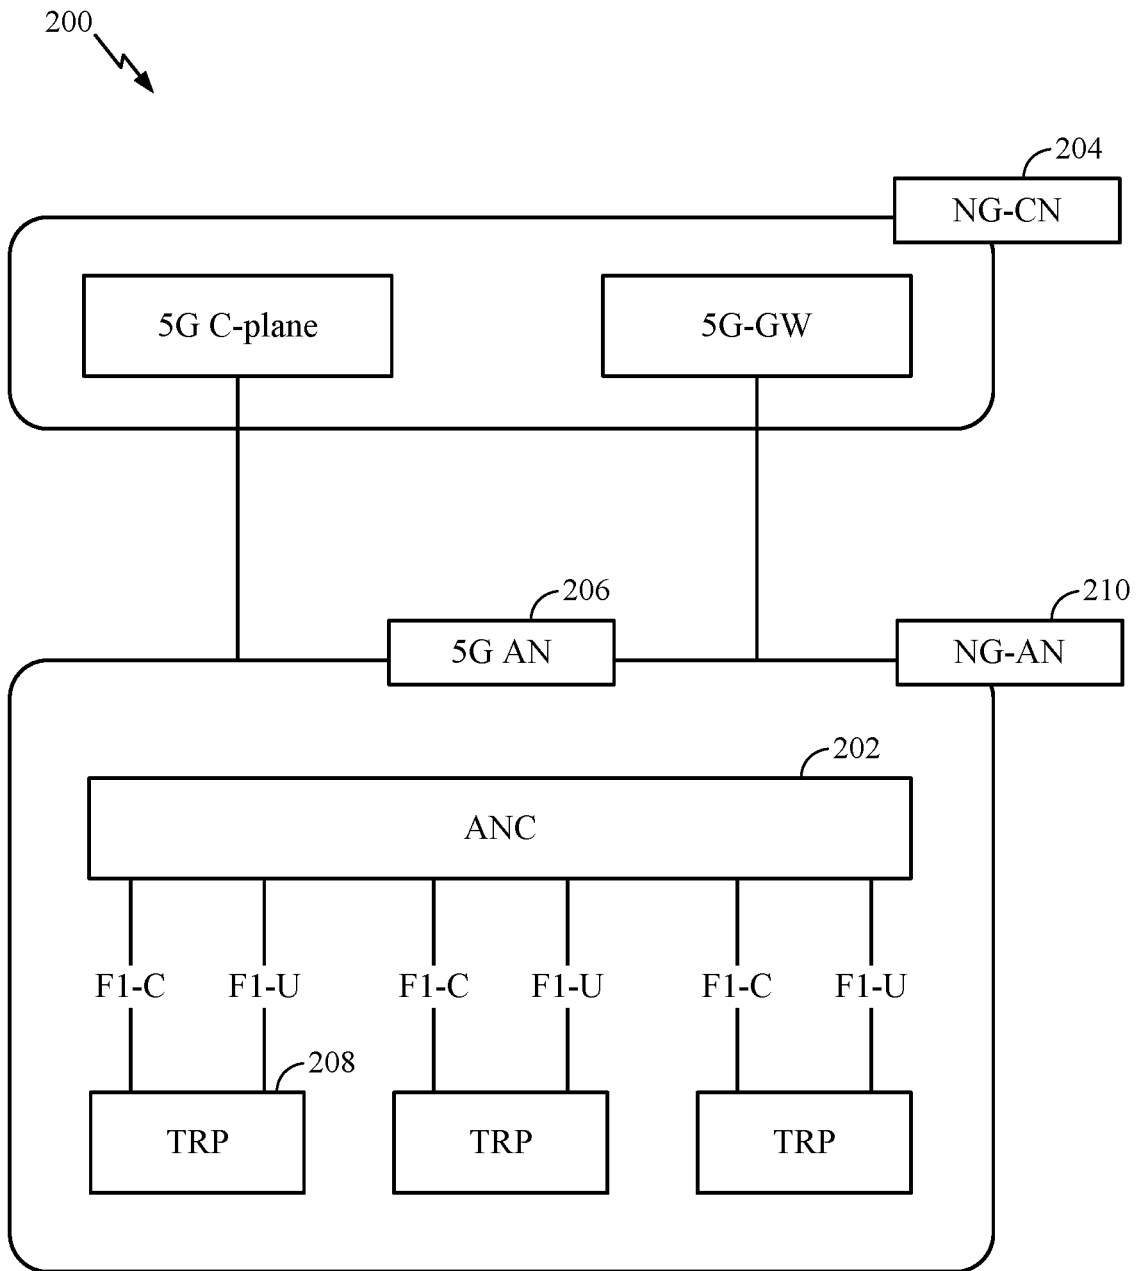 200
204
NG-CN
5G C-plane
5G-GW
206
210
5G AN
NG-AN
202
ANC
F1-C
F1-U
F1-C
F1-U
F1-C
F1-U
208
TRP
TRP
TRP